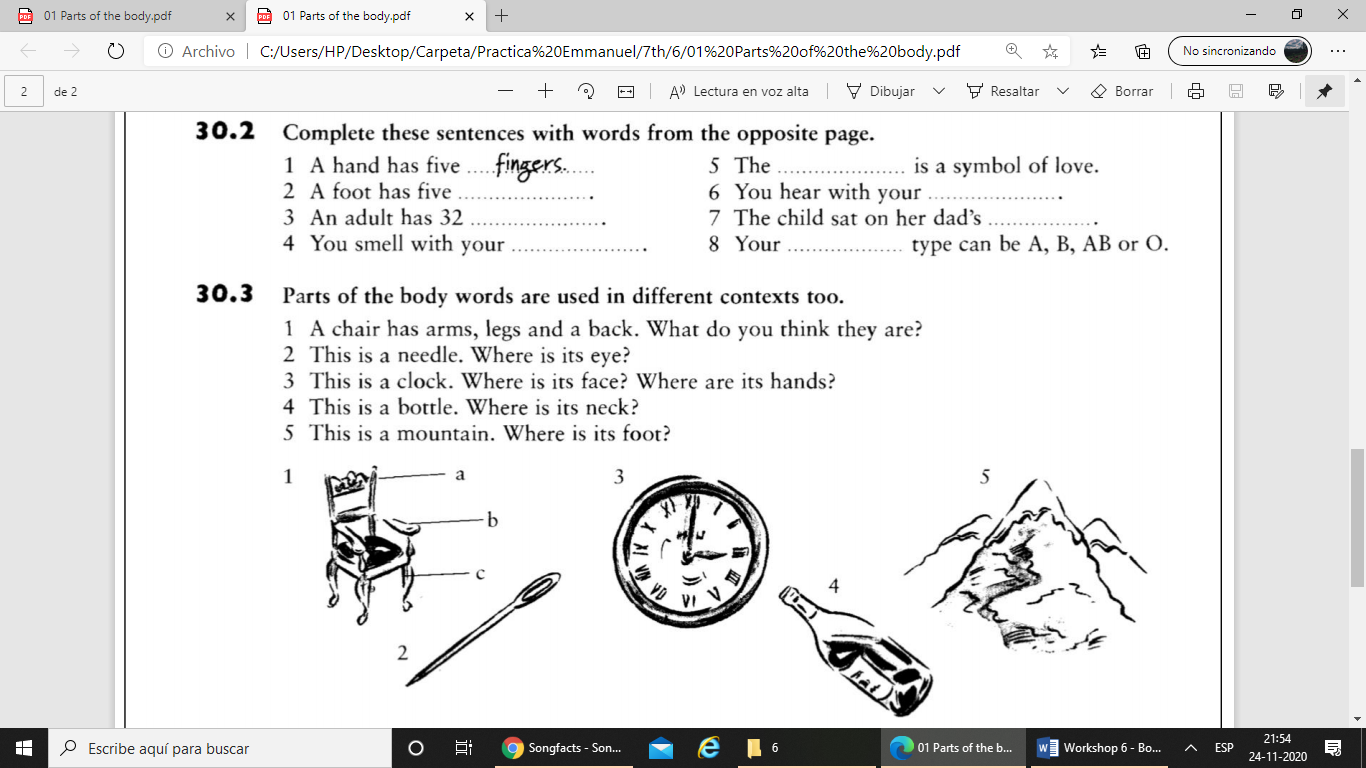 01 Parts of the body.pdf
01 Parts of the body.pdf
Archivo
C:/Users/HP/Desktop/Carpeta/Practica%20Emmanuel/7th/6/01%20Parts%20of%20the%20body.pdf
No sincronizando
2
de 2
Lectura en voz alta
Dibujar
Resaltar
Borrar
30.2 Complete these sentences with words from the opposite page.
1 A hand has five .....fingers.......
2 A foot has five ...................... .
3 An adult has 32 ...................... .
4 You smell with your ...................... .
5 The ..................... is a symbol of love.
6 You hear with your ...................... .
7 The child sat on her dad's .................. .
8 Your ................... type can be A, B, AB or O.
30.3 Parts of the body words are used in different contexts too.
1 A chair has arms, legs and a back. What do you think they are?
2 This is a needle. Where is its eye?
3 This is a clock. Where is its face? Where are its hands?
4 This is a bottle. Where is its neck?
5 This is a mountain. Where is its foot?
1
a
b
c
2
3
XII I II III IIII V VI VII VIII IX X XI
4
5
Escribe aquí para buscar
Songfacts - Son...
6
01 Parts of the b...
Workshop 6 - Bo...
ESP
21:54
24-11-2020